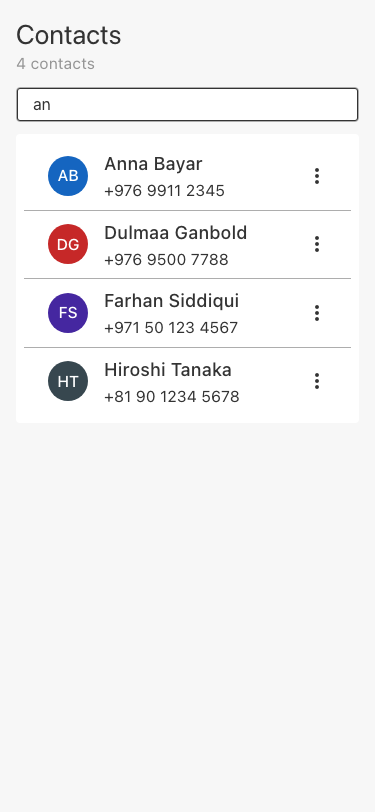 Contacts
4 contacts
an
AB
Anna Bayar
+976 9911 2345
DG
Dulmaa Ganbold
+976 9500 7788
FS
Farhan Siddiqui
+971 50 123 4567
HT
Hiroshi Tanaka
+81 90 1234 5678